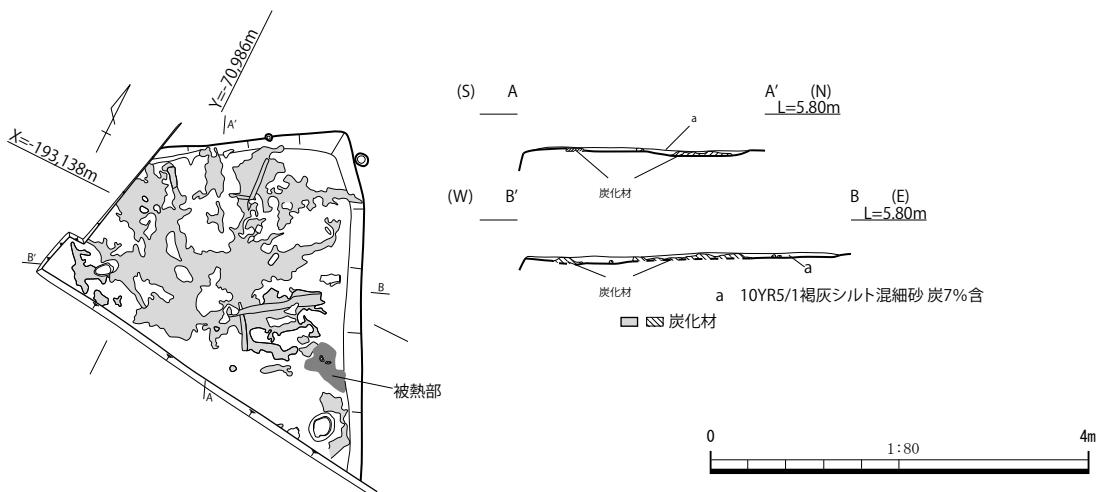 Y=-70,986m
X=-193,138m
A'
B'
B
A
被熱部
(S) A A' (N)
L=5.80m
a
炭化材
(W) B' B (E)
L=5.80m
a
炭化材
a 10YR5/1褐灰シルト混細砂 炭7%含
炭化材
0 1:80 4m